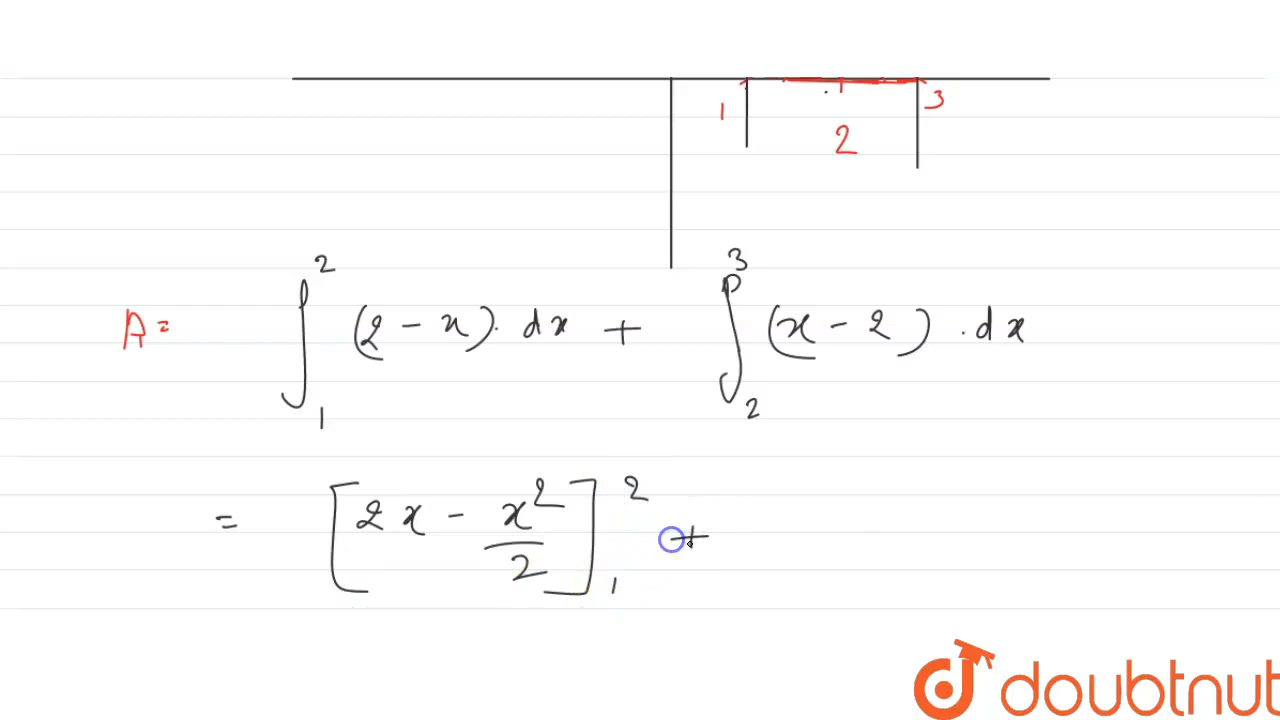 1 3
2
A = ∫₁² (2 - x). dx + ∫₂³ (x - 2) .dx
= [2x - x²/2]₁² +
doubtnut